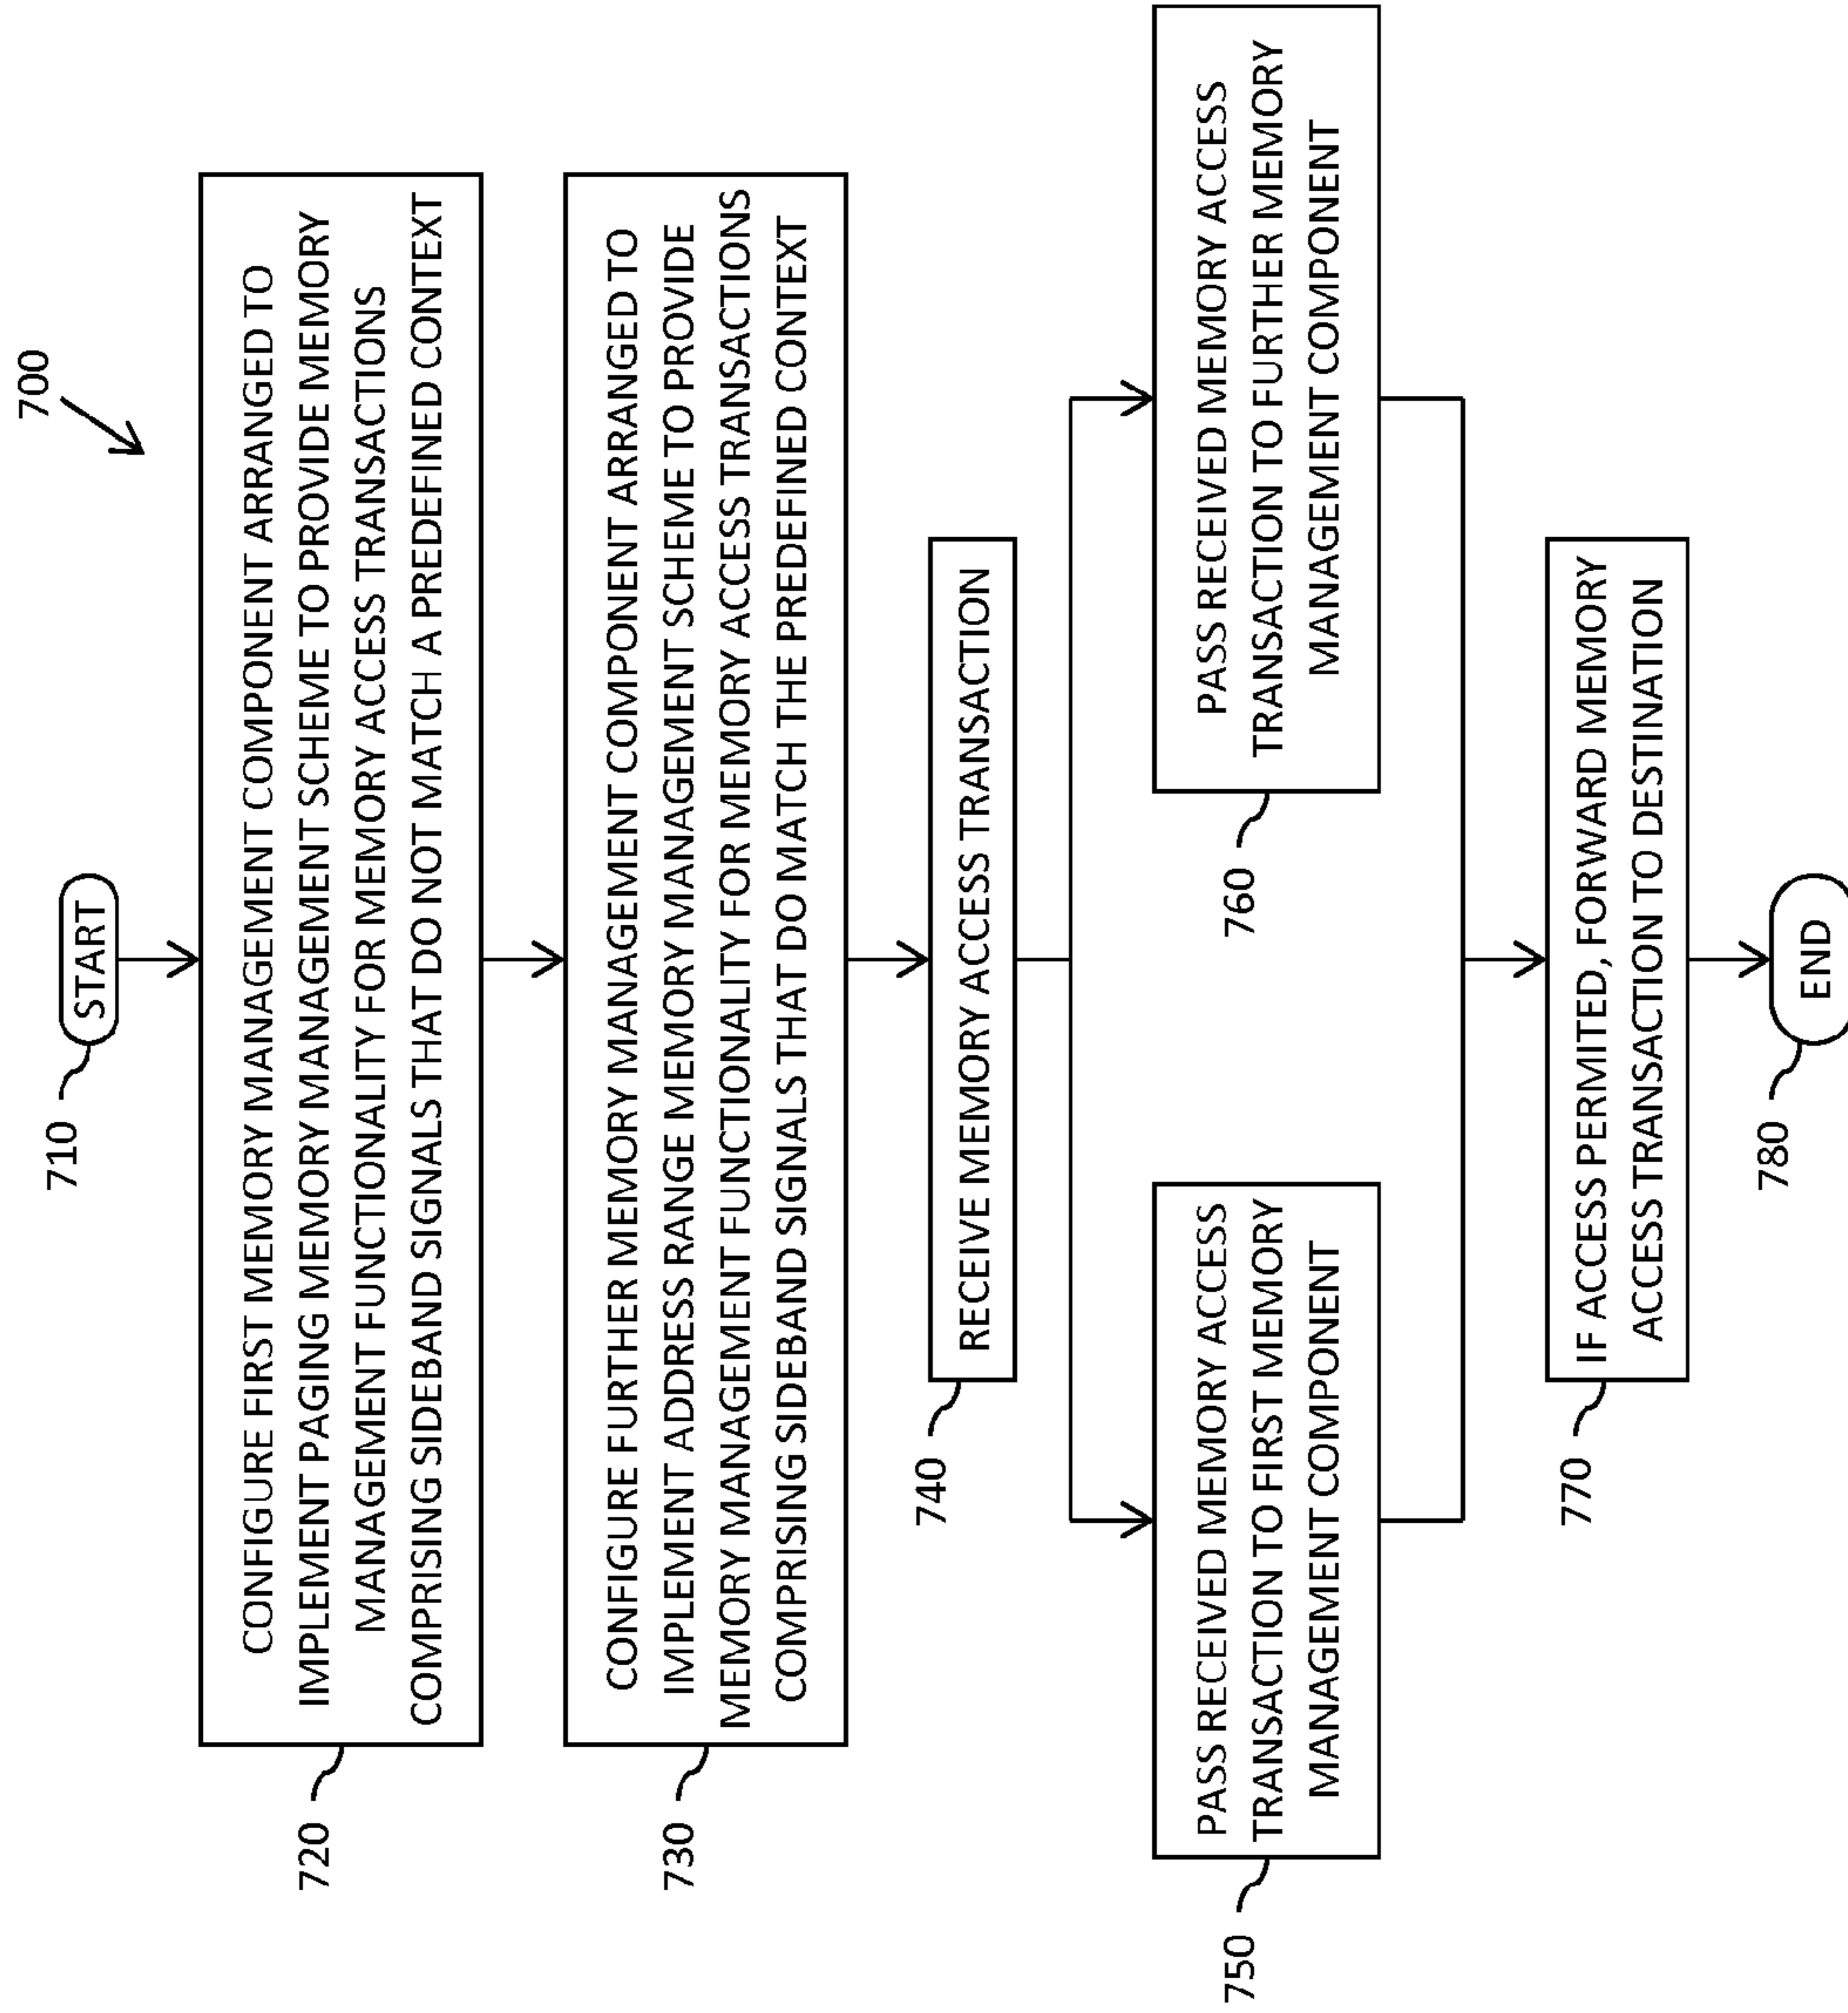 700
710
START
720
CONFIGURE FIRST MEMORY MANAGEMENT COMPONENT ARRANGED TO
IMPLEMENT PAGING MEMORY MANAGEMENT SCHEME TO PROVIDE MEMORY
MANAGEMENT FUNCTIONALITY FOR MEMORY ACCESS TRANSACTIONS
COMPRISING SIDEBAND SIGNALS THAT DO NOT MATCH A PREDEFINED CONTEXT
730
CONFIGURE FURTHER MEMORY MANAGEMENT COMPONENT ARRANGED TO
IMPLEMENT ADDRESS RANGE MEMORY MANAGEMENT SCHEME TO PROVIDE
MEMORY MANAGEMENT FUNCTIONALITY FOR MEMORY ACCESS TRANSACTIONS
COMPRISING SIDEBAND SIGNALS THAT DO MATCH THE PREDEFINED CONTEXT
740
RECEIVE MEMORY ACCESS TRANSACTION
750
PASS RECEIVED MEMORY ACCESS
TRANSACTION TO FIRST MEMORY
MANAGEMENT COMPONENT
760
PASS RECEIVED MEMORY ACCESS
TRANSACTION TO FURTHER MEMORY
MANAGEMENT COMPONENT
770
IF ACCESS PERMITED, FORWARD MEMORY
ACCESS TRANSACTION TO DESTINATION
780
END